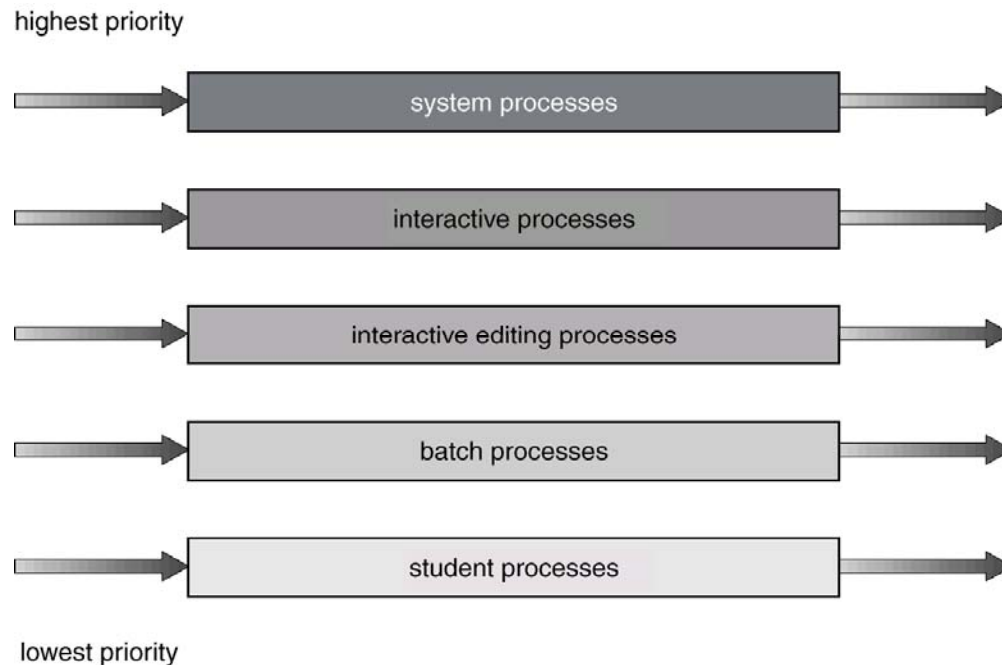 highest priority
system processes
interactive processes
interactive editing processes
batch processes
student processes
lowest priority